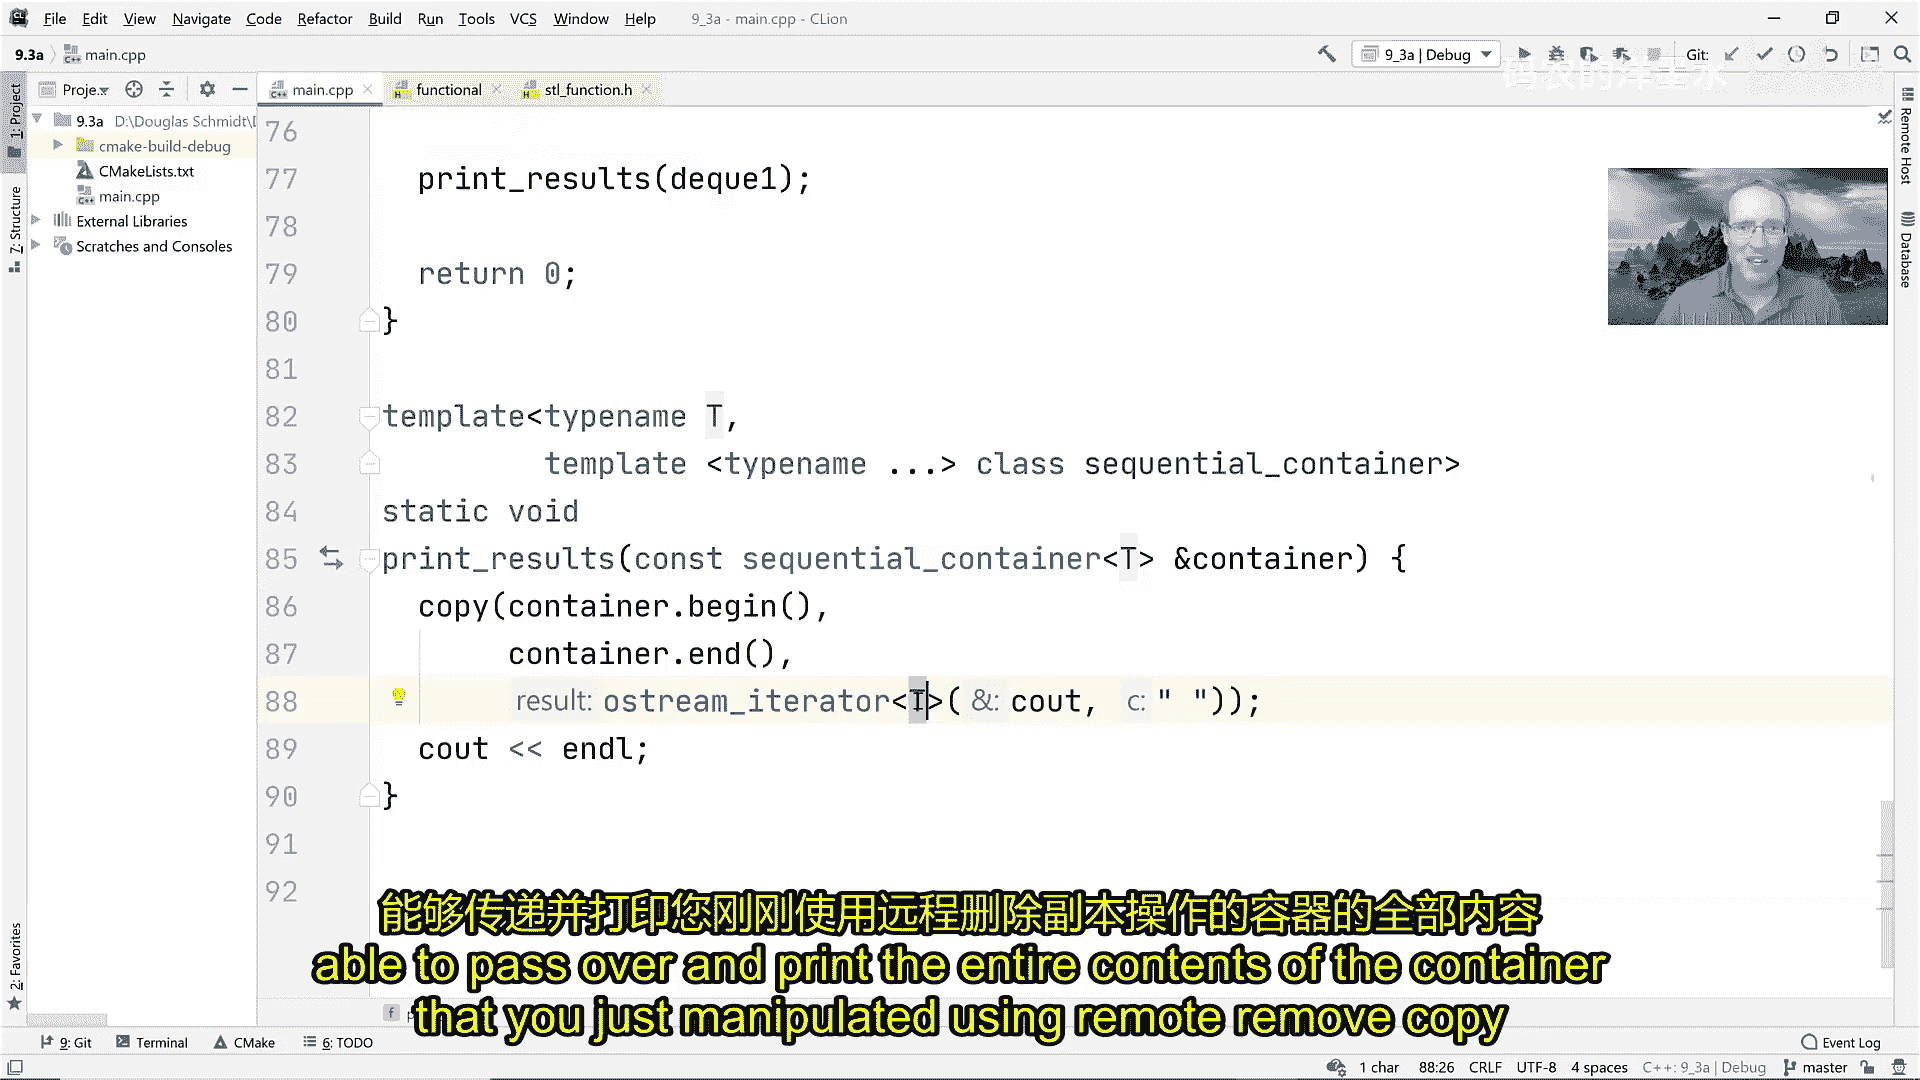 File Edit View Navigate Code Refactor Build Run Tools VCS Window Help 9_3a - main.cpp - CLion
9.3a main.cpp 9_3a | Debug Git:
码农的洋墨水
1: Project
Proje...
main.cpp functional stl_function.h
9.3a D:\Douglas Schmidt\
cmake-build-debug
CMakeLists.txt
main.cpp
External Libraries
Scratches and Consoles
7: Structure
2: Favorites
Remote Host
Database
76
77 print_results(deque1);
78
79 return 0;
80 }
81
82 template<typename T,
83 template <typename ...> class sequential_container>
84 static void
85 print_results(const sequential_container<T> &container) {
86 copy(container.begin(),
87 container.end(),
88 result: ostream_iterator<T>( &: cout, c: " "));
89 cout << endl;
90 }
91
92
能够传递并打印您刚刚使用远程删除副本操作的容器的全部内容
able to pass over and print the entire contents of the container
that you just manipulated using remote remove copy
9: Git Terminal CMake 6: TODO Event Log
1 char 88:26 CRLF UTF-8 4 spaces C++: 9_3a | Debug master